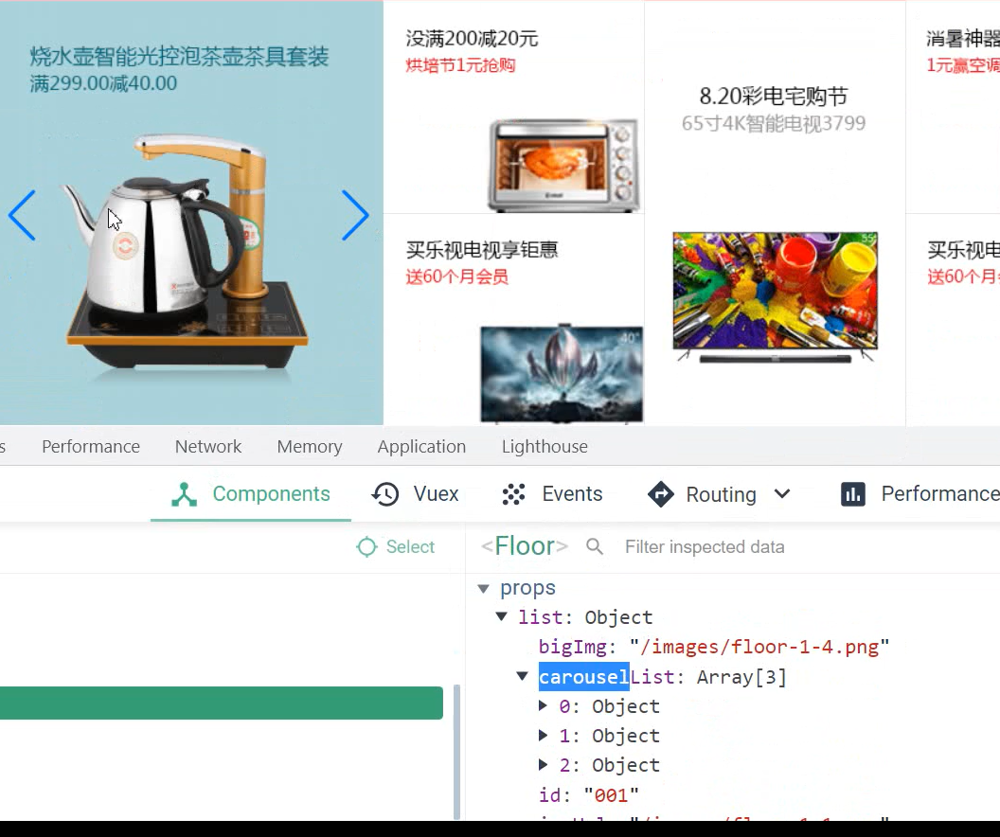 烧水壶智能光控泡茶壶茶具套装
满299.00减40.00
没满200减20元
烘培节1元抢购
8.20彩电宅购节
65寸4K智能电视3799
55"
消暑神器
1元赢空调
买乐视电视享钜惠
送60个月会员
40"
买乐视电
送60个月
s Performance Network Memory Application Lighthouse
Components Vuex Events Routing Performance
Select <Floor> Filter inspected data
props
list: Object
bigImg: "/images/floor-1-4.png"
carouselList: Array[3]
0: Object
1: Object
2: Object
id: "001"